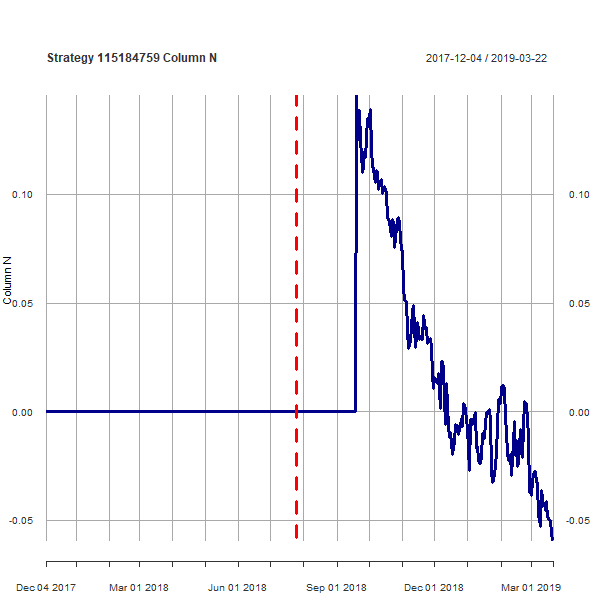 Strategy 115184759 Column N
2017-12-04 / 2019-03-22
0.10
0.10
0.05
0.05
Column N
0.00
0.00
-0.05
-0.05
Dec 04 2017
Mar 01 2018
Jun 01 2018
Sep 01 2018
Dec 01 2018
Mar 01 2019